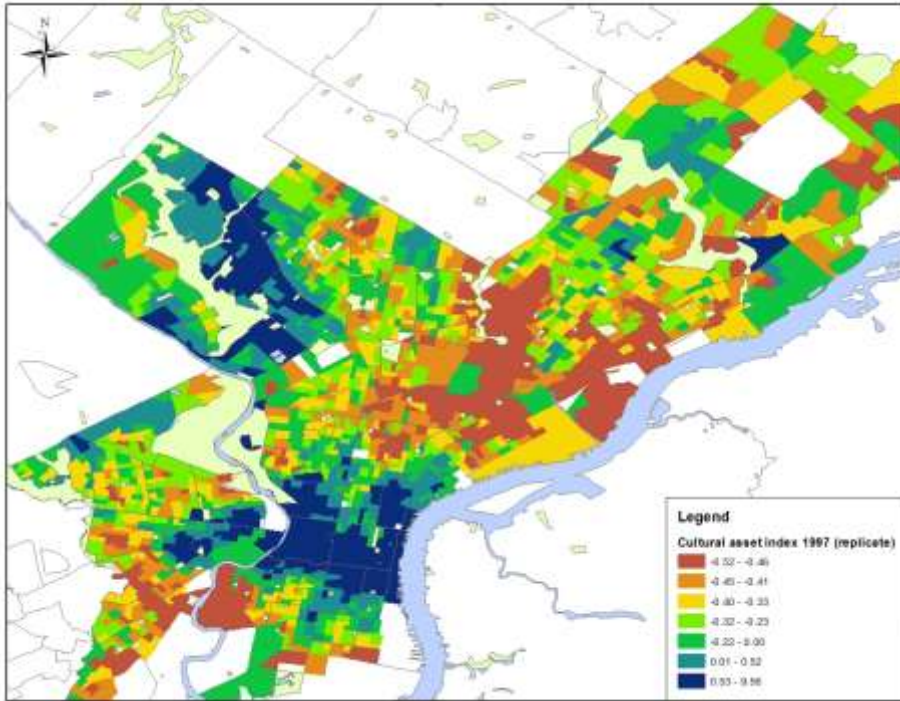 N
Legend
Cultural asset index 1997 (replicate)
-0.52 - -0.46
-0.45 - -0.41
-0.40 - -0.33
-0.32 - -0.23
-0.22 - 0.00
0.01 - 0.52
0.53 - 9.56